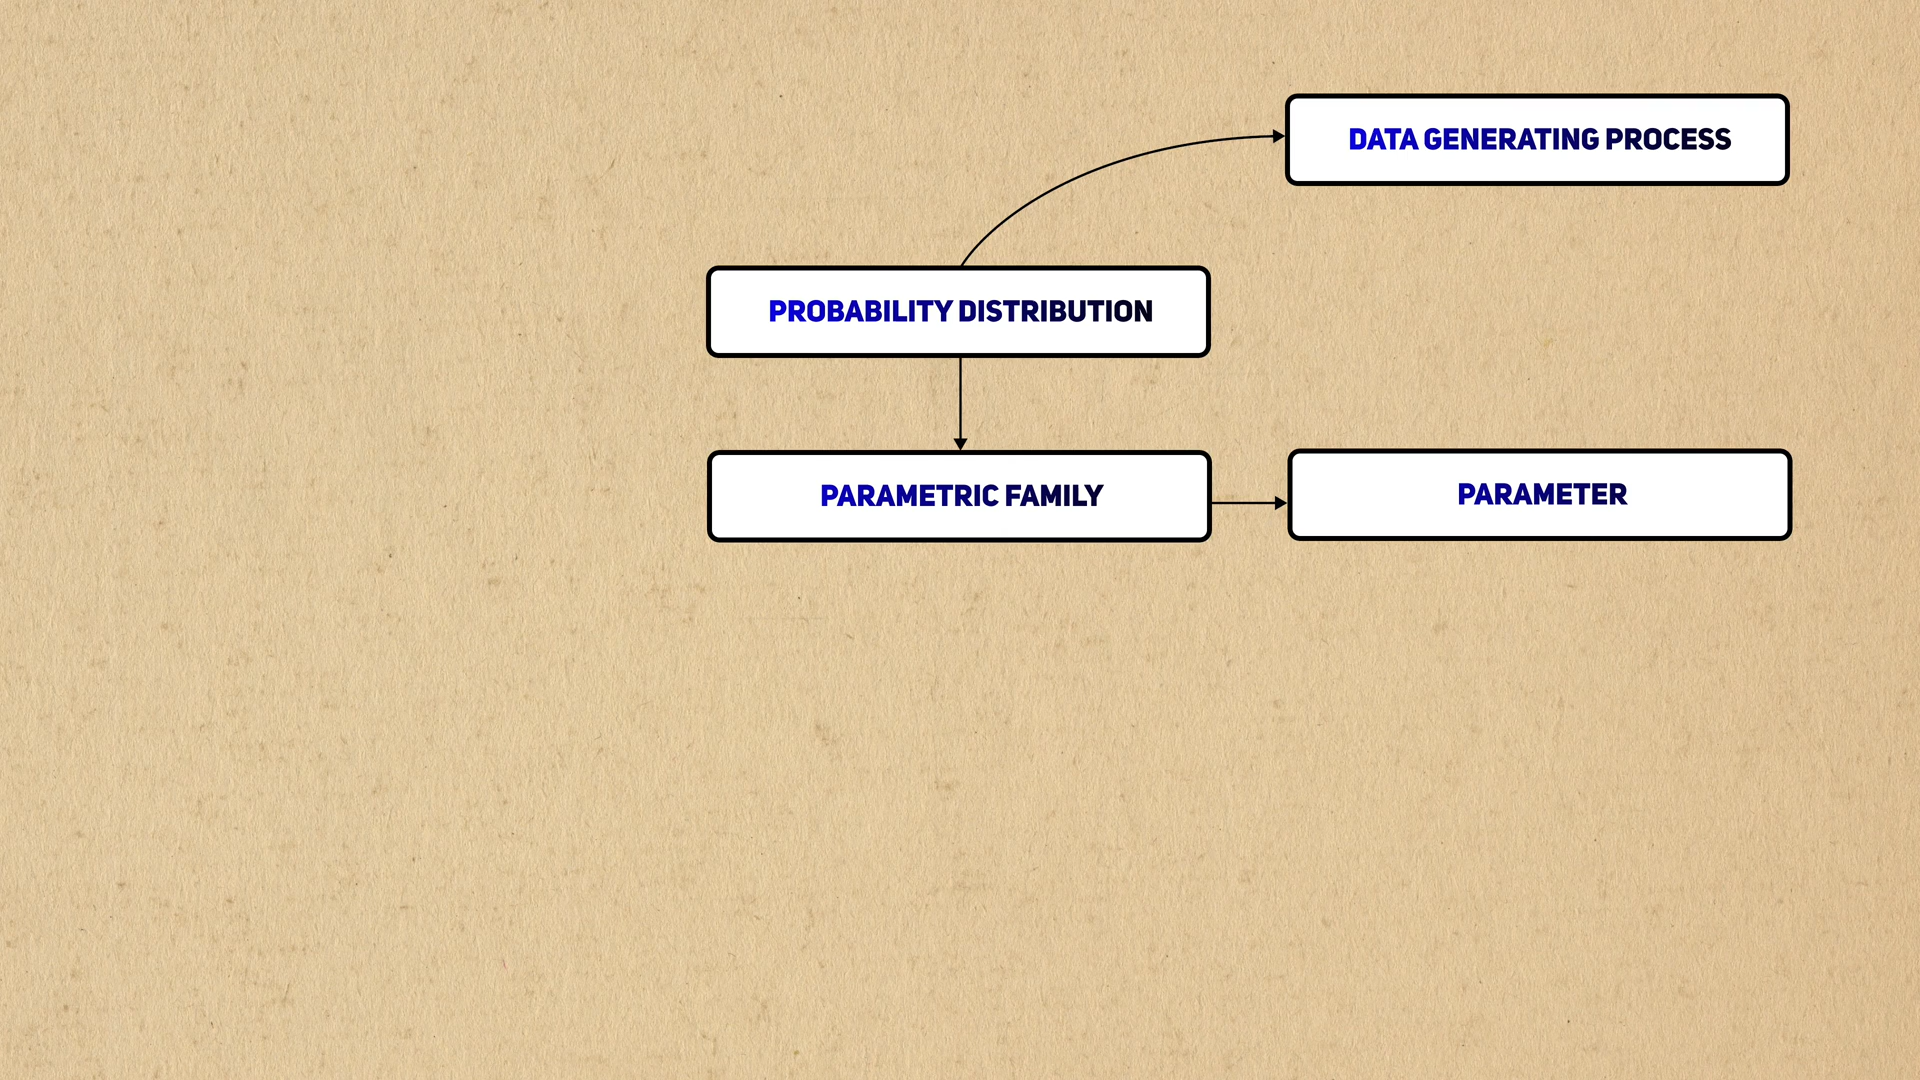 DATA GENERATING PROCESS
PROBABILITY DISTRIBUTION
PARAMETRIC FAMILY
PARAMETER